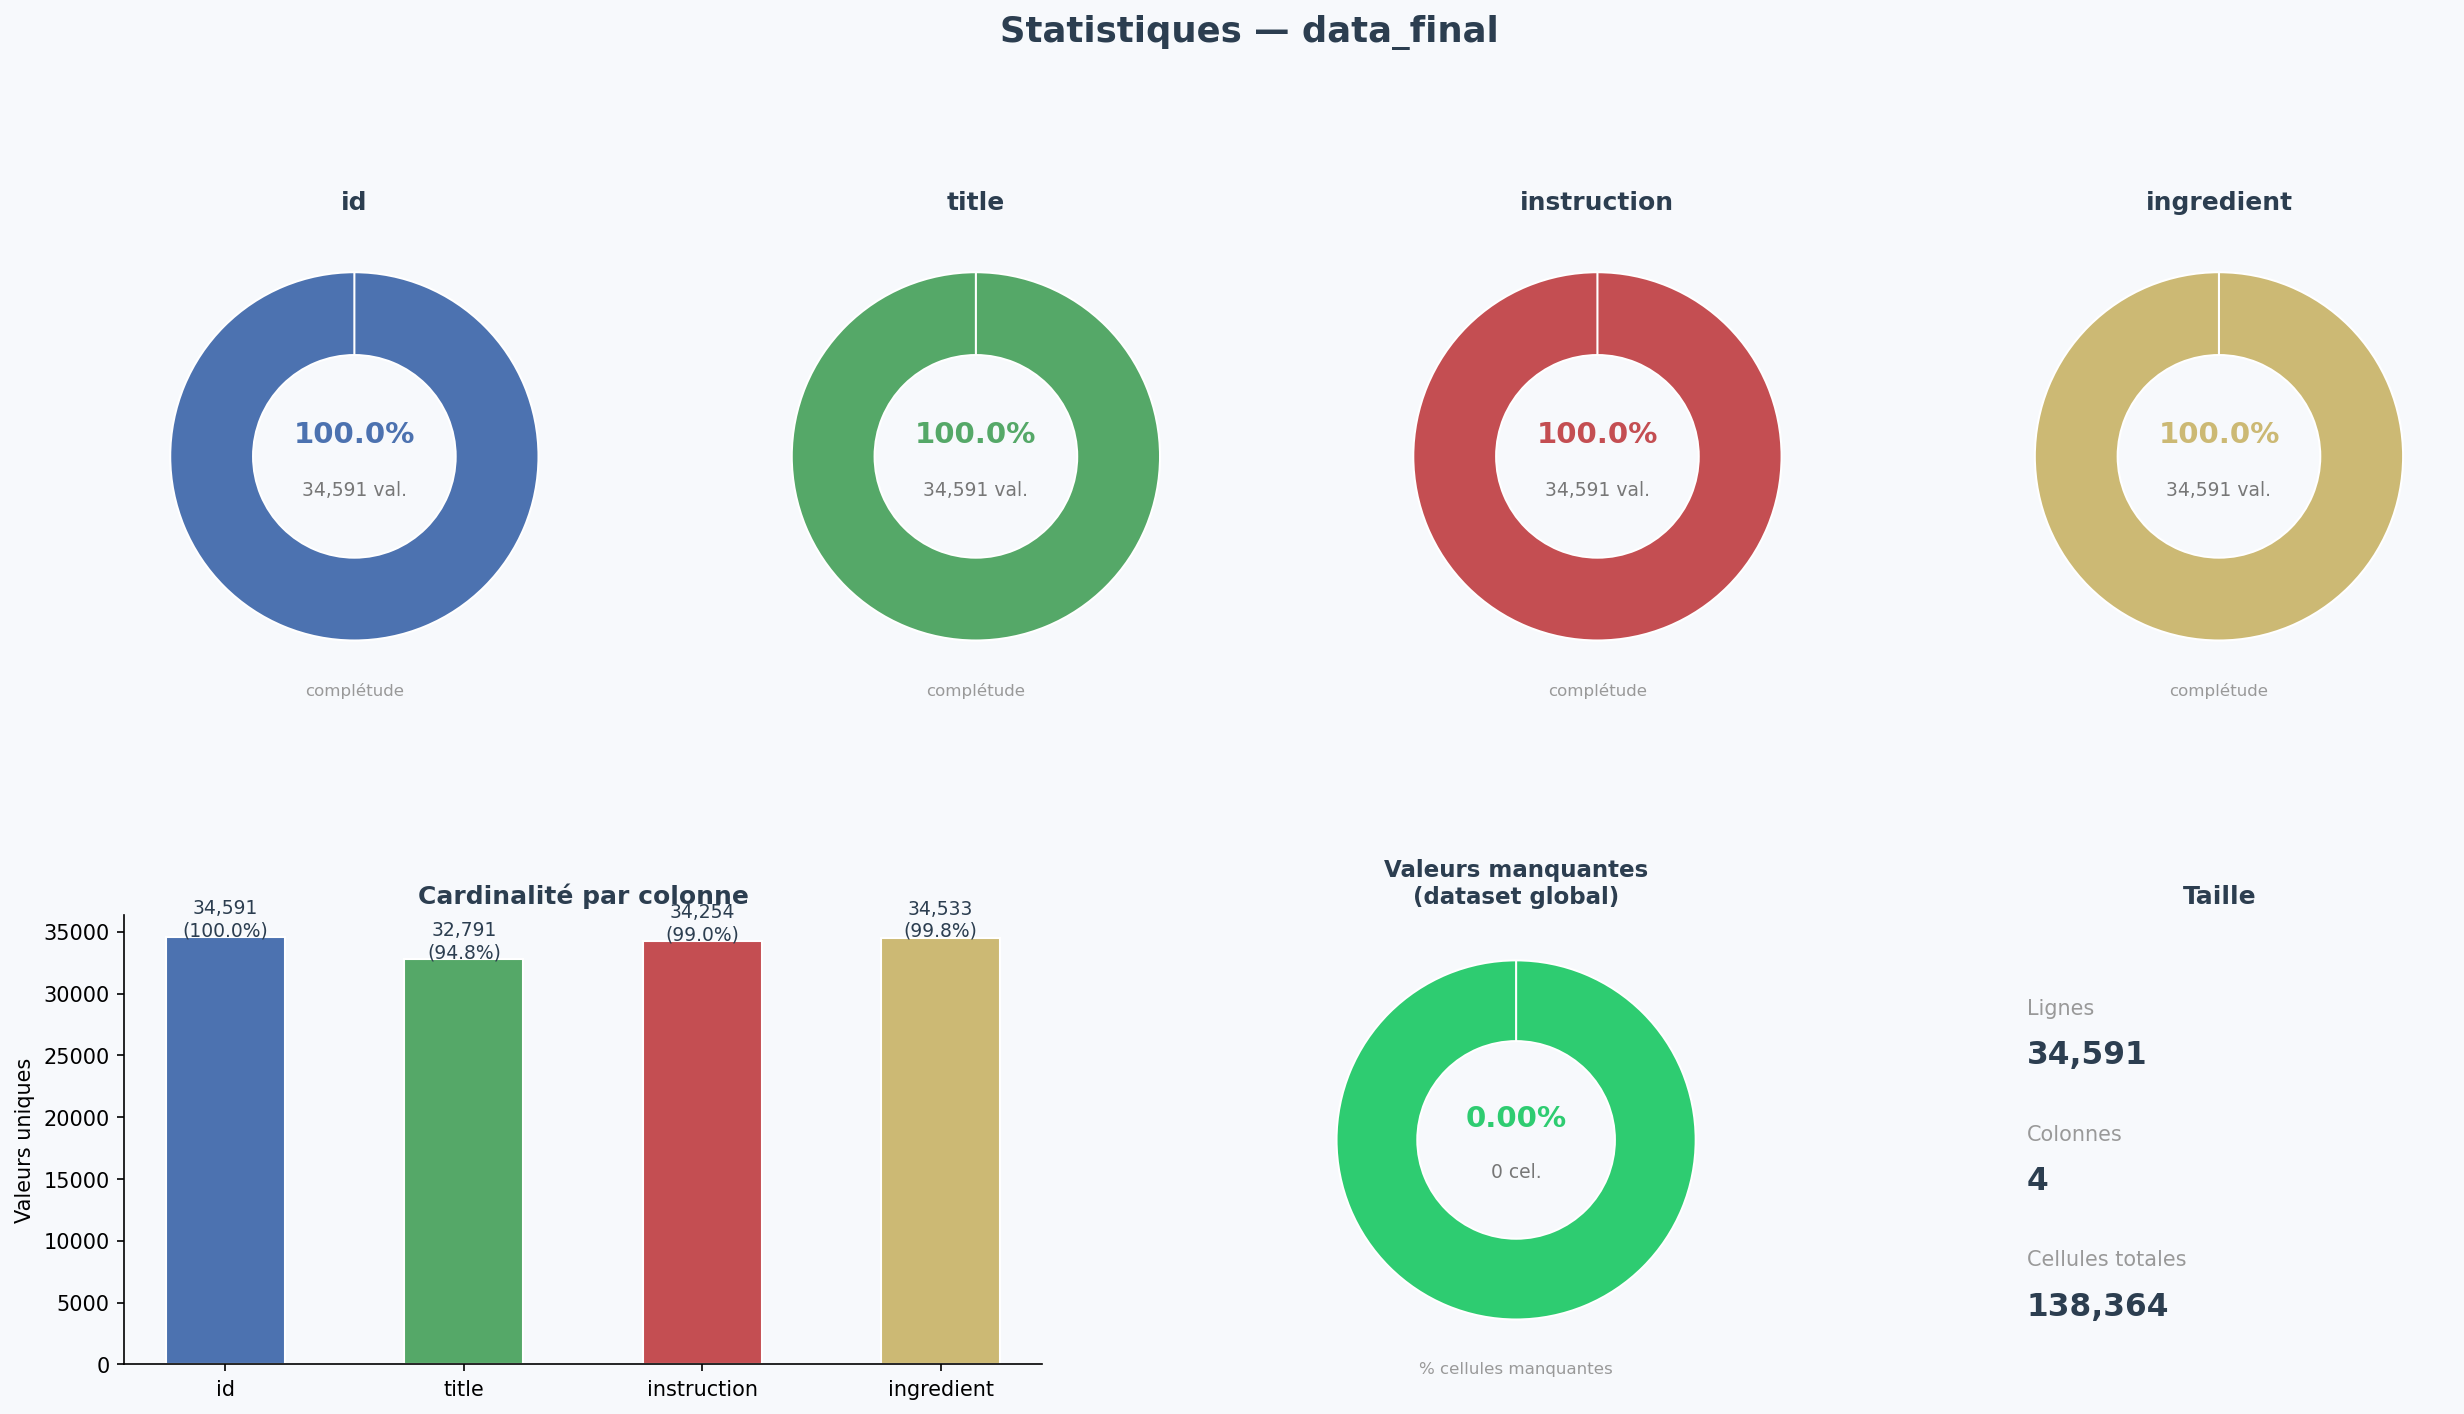 Statistiques — data_final
id
100.0%
34,591 val.
complétude
title
100.0%
34,591 val.
complétude
instruction
100.0%
34,591 val.
complétude
ingredient
100.0%
34,591 val.
complétude
Cardinalité par colonne
Valeurs uniques
35000
30000
25000
20000
15000
10000
5000
0
34,591
(100.0%)
32,791
(94.8%)
34,254
(99.0%)
34,533
(99.8%)
id
title
instruction
ingredient
Valeurs manquantes
(dataset global)
0.00%
0 cel.
% cellules manquantes
Taille
Lignes
34,591
Colonnes
4
Cellules totales
138,364